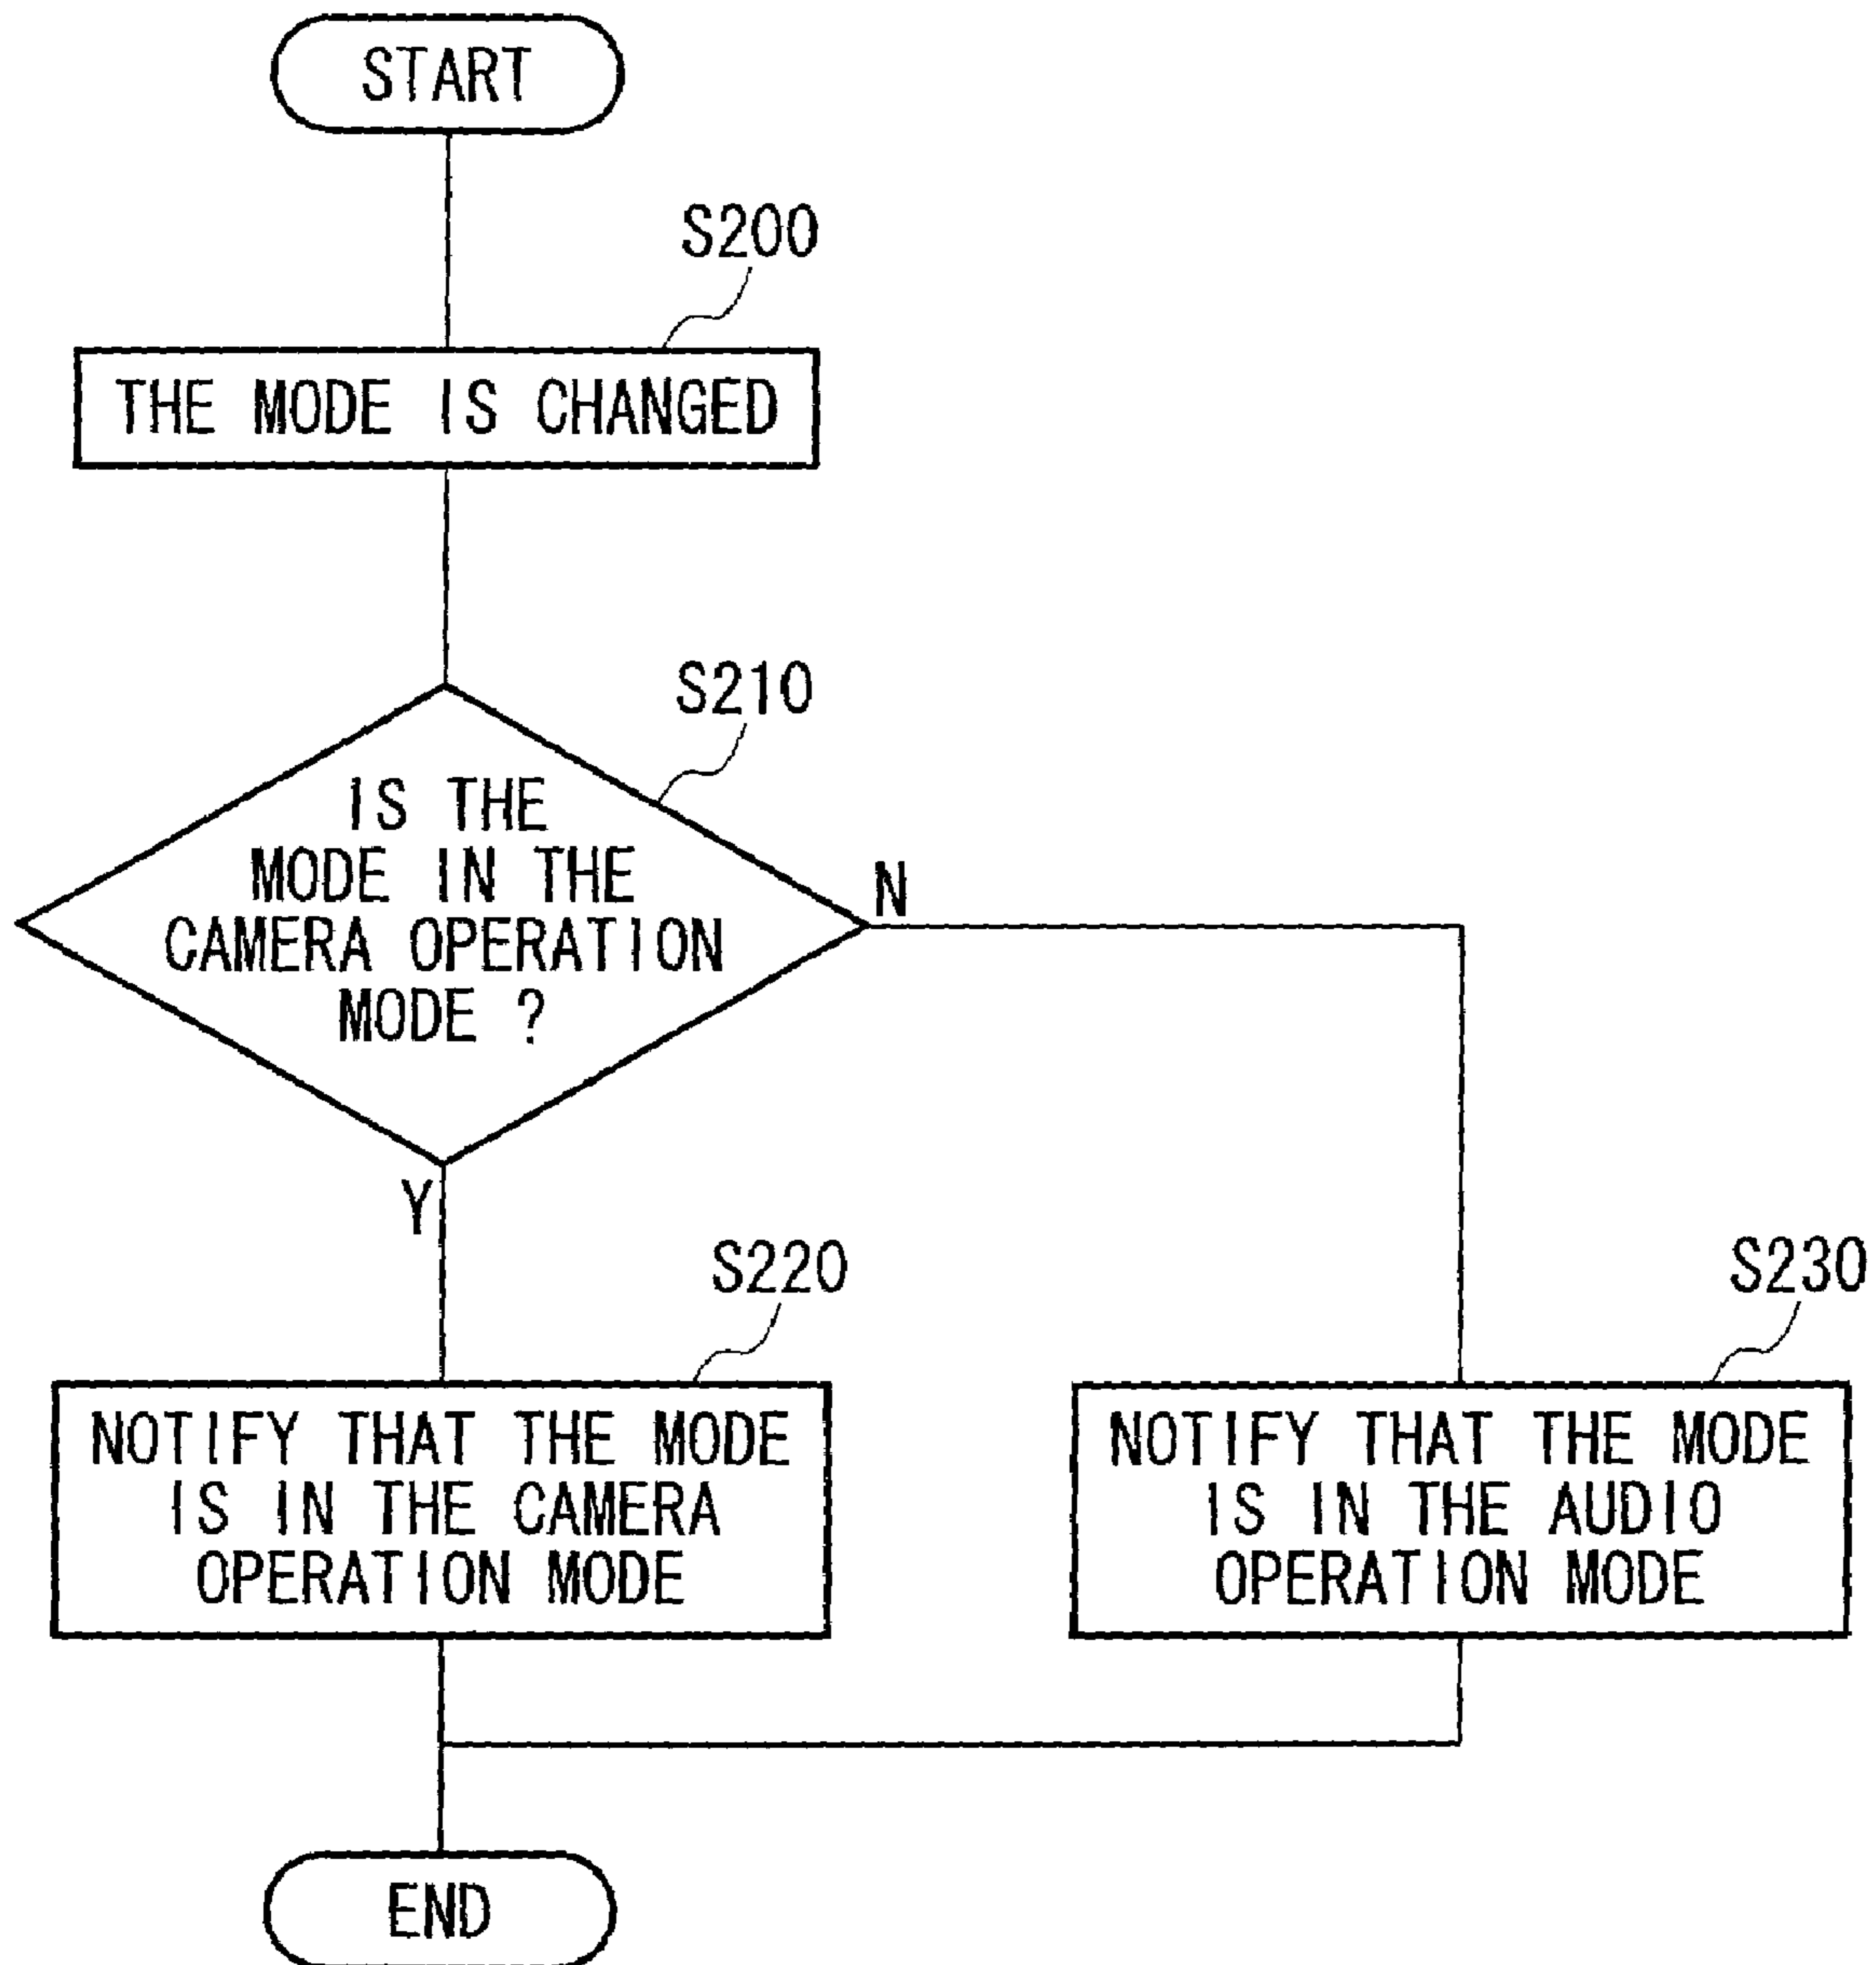 START
S200
THE MODE IS CHANGED
S210
IS THE
MODE IN THE
CAMERA OPERATION
MODE ?
N
Y
S220
NOTIFY THAT THE MODE
IS IN THE CAMERA
OPERATION MODE
S230
NOTIFY THAT THE MODE
IS IN THE AUDIO
OPERATION MODE
END